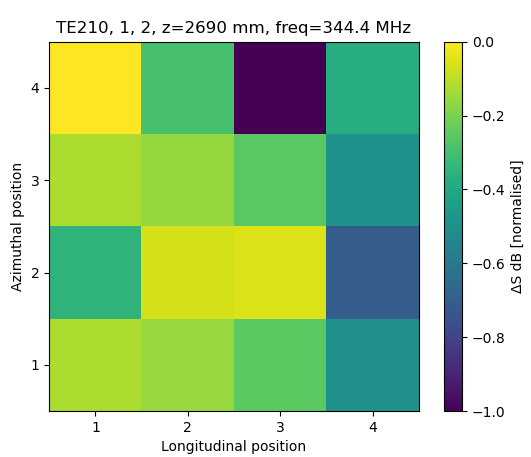 TE210, 1, 2, z=2690 mm, freq=344.4 MHz
4
3
2
1
Azimuthal position
1 2 3 4
Longitudinal position
0.0
−0.2
−0.4
−0.6
−0.8
−1.0
ΔS dB [normalised]